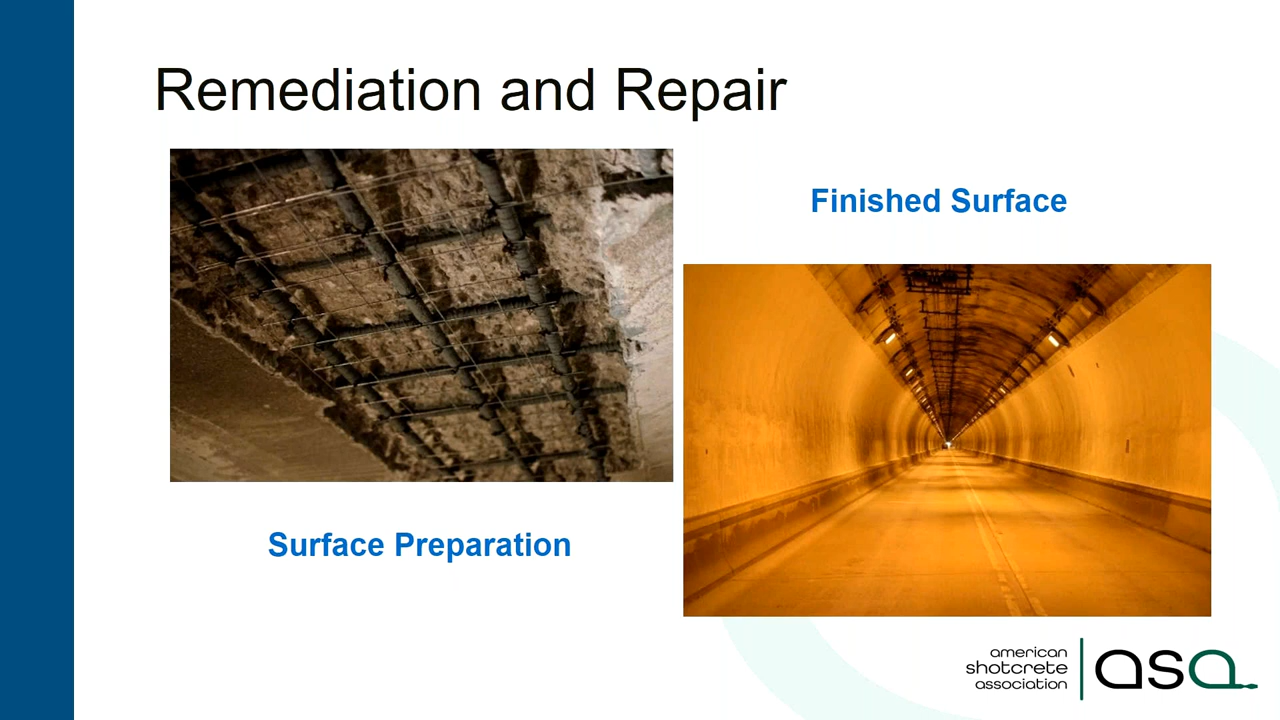 Remediation and Repair
Finished Surface
Surface Preparation
american
shotcrete
association
asa